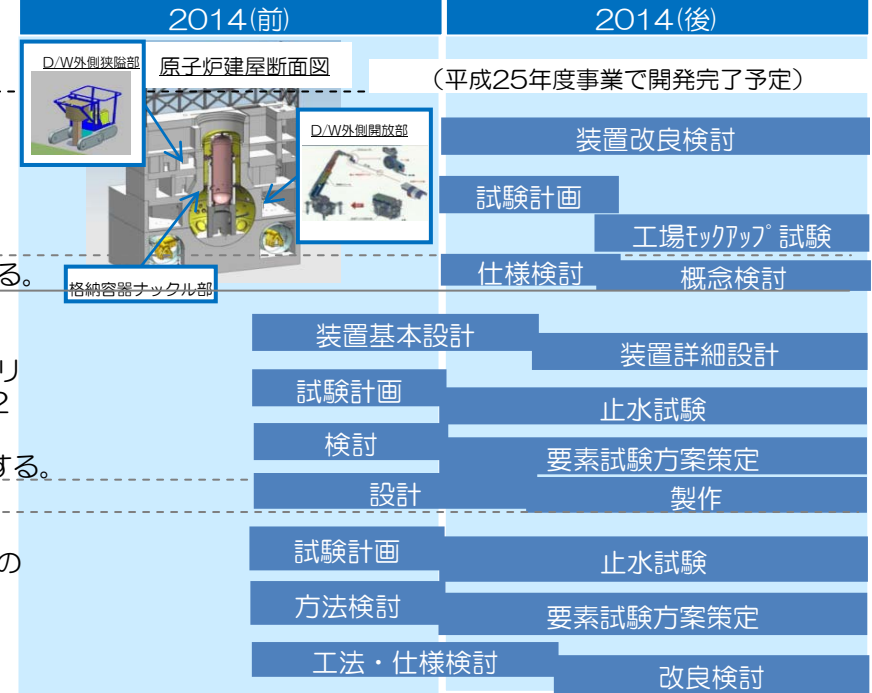 2014(前)
2014(後)
D/W外側狭隘部
原子炉建屋断面図
(平成25年度事業で開発完了予定)
D/W外側開放部
装置改良検討
試験計画
工場ﾓｯｸｱｯﾌﾟ試験
る。
仕様検討
概念検討
格納容器ナックル部
装置基本設計
装置詳細設計
リ
試験計画
2
止水試験
検討
する。
要素試験方案策定
設計
製作
試験計画
の
止水試験
方法検討
要素試験方案策定
工法・仕様検討
改良検討